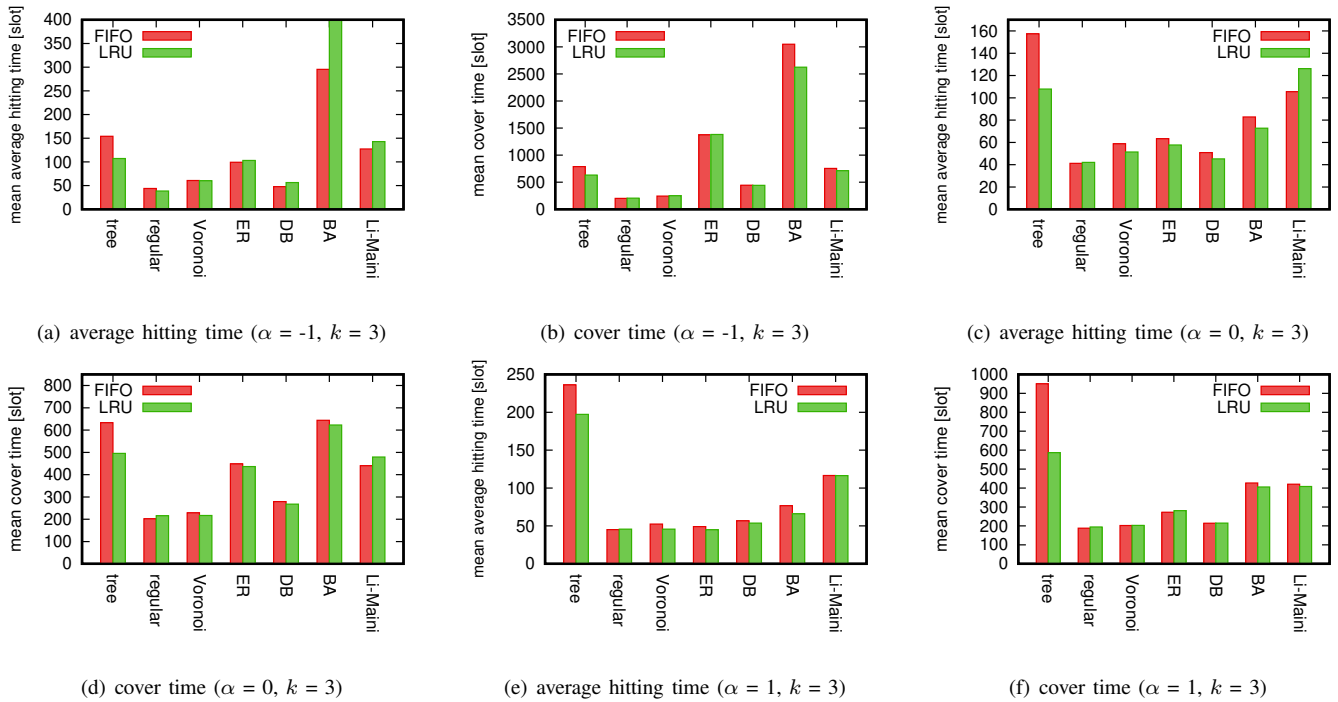 mean average hitting time [slot]
400
350
300
250
200
150
100
50
0
FIFO
LRU
tree
regular
Voronoi
ER
DB
BA
Li-Maini
(a) average hitting time (α = -1, k = 3)
mean cover time [slot]
3500
3000
2500
2000
1500
1000
500
0
FIFO
LRU
tree
regular
Voronoi
ER
DB
BA
Li-Maini
(b) cover time (α = -1, k = 3)
mean average hitting time [slot]
160
140
120
100
80
60
40
20
0
FIFO
LRU
tree
regular
Voronoi
ER
DB
BA
Li-Maini
(c) average hitting time (α = 0, k = 3)
mean cover time [slot]
800
700
600
500
400
300
200
100
0
FIFO
LRU
tree
regular
Voronoi
ER
DB
BA
Li-Maini
(d) cover time (α = 0, k = 3)
mean average hitting time [slot]
250
200
150
100
50
0
FIFO
LRU
tree
regular
Voronoi
ER
DB
BA
Li-Maini
(e) average hitting time (α = 1, k = 3)
mean cover time [slot]
1000
900
800
700
600
500
400
300
200
100
0
FIFO
LRU
tree
regular
Voronoi
ER
DB
BA
Li-Maini
(f) cover time (α = 1, k = 3)